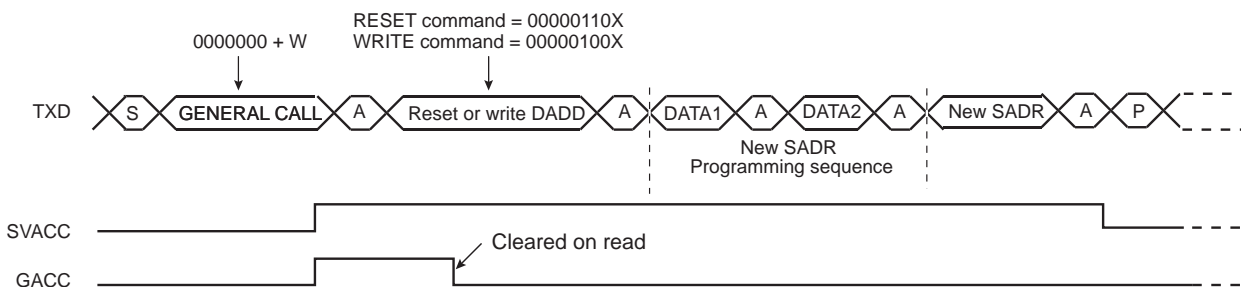 RESET command = 00000110X
0000000 + W
WRITE command = 00000100X
TXD
S
GENERAL CALL
A
Reset or write DADD
A
DATA1
A
DATA2
A
New SADR
A
P
New SADR
Programming sequence
SVACC
Cleared on read
GACC